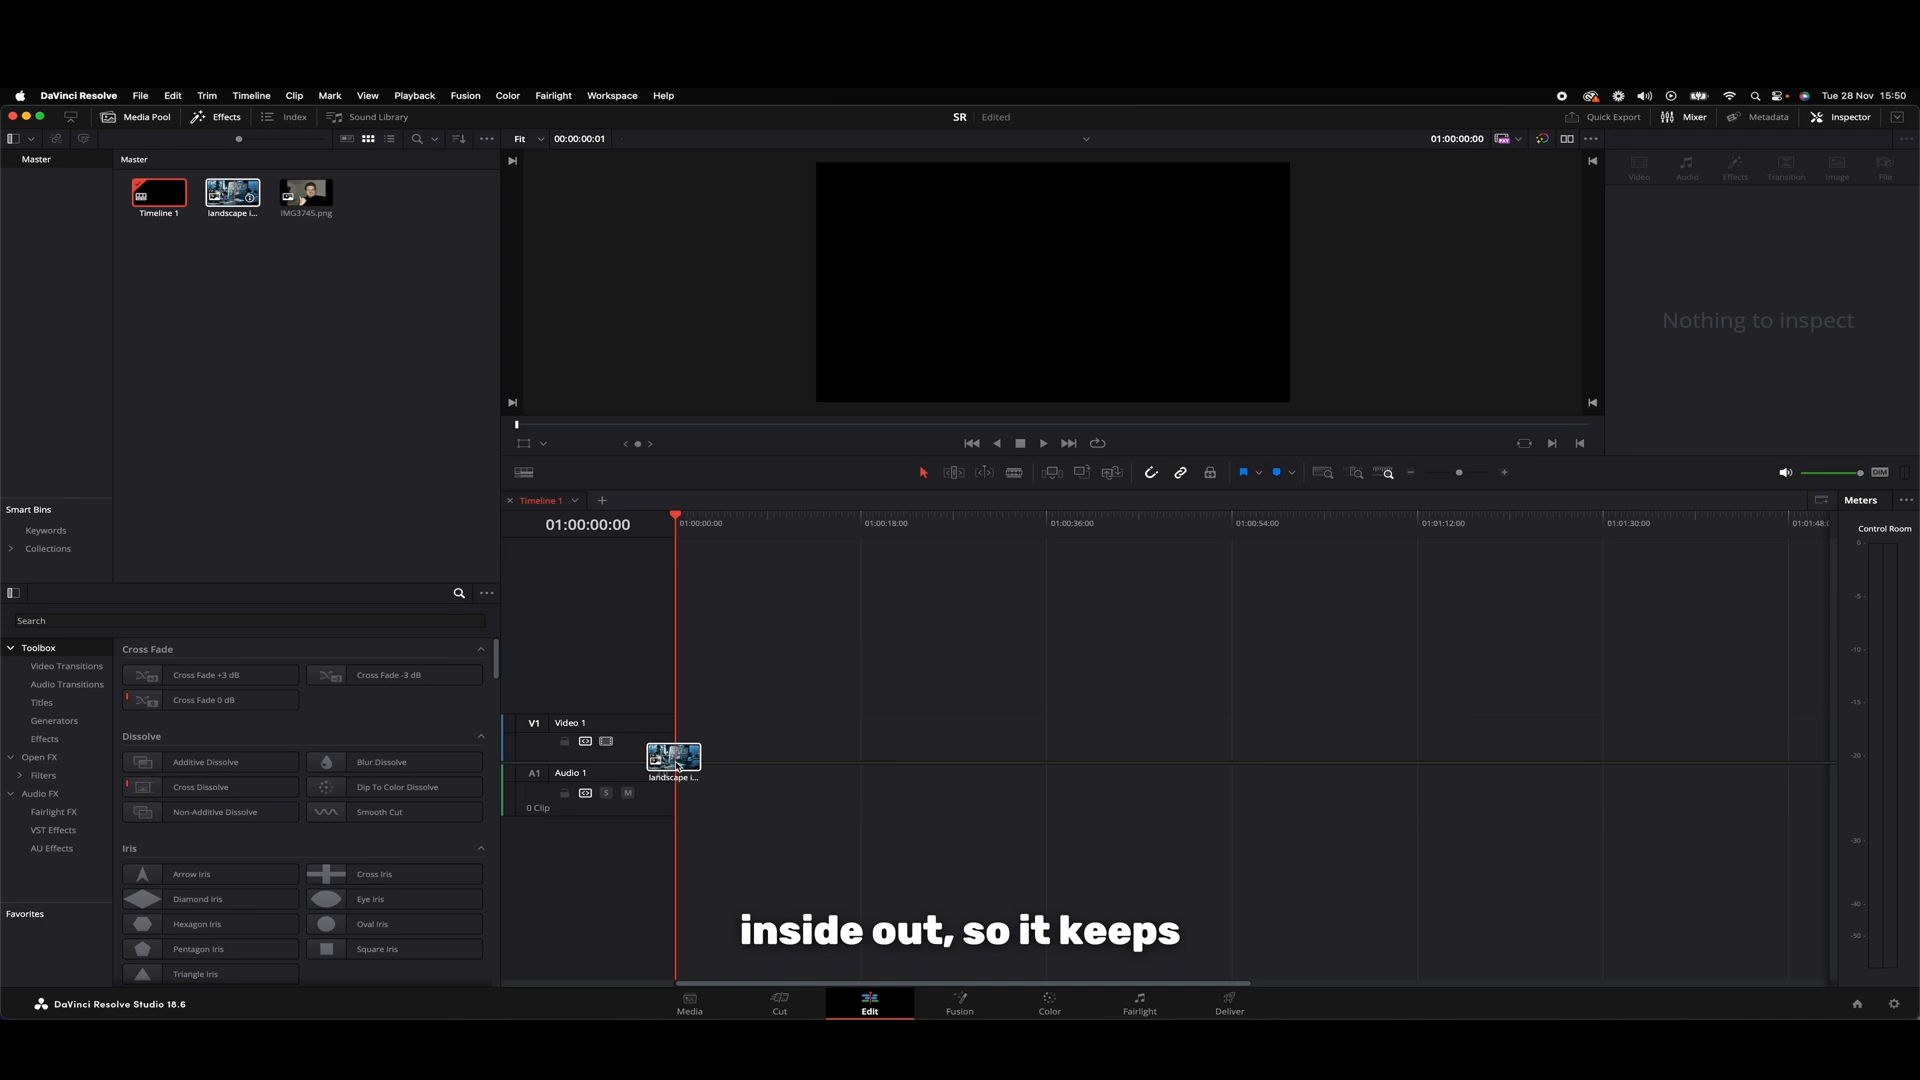 DaVinci Resolve File Edit Trim Timeline Clip Mark View Playback Fusion Color Fairlight Workspace Help Tue 28 Nov 15:50
Media Pool Effects Index Sound Library SR Edited Quick Export Mixer Metadata Inspector
Fit 00:00:00:01 01:00:00:00
Master Master
Video Audio Effects Transition Image File
Timeline 1 landscape i... IMG3745.png
Nothing to inspect
DIM
Smart Bins
Keywords
Collections
Timeline 1 Meters
01:00:00:00 01:00:00:00 01:00:18:00 01:00:36:00 01:00:54:00 01:01:12:00 01:01:30:00 01:01:48:
Control Room
0
-5
-10
-15
-20
-30
-40
-50
Search
Toolbox
Video Transitions
Audio Transitions
Titles
Generators
Effects
Open FX
Filters
Audio FX
Fairlight FX
VST Effects
AU Effects
Favorites
Cross Fade
Cross Fade +3 dB Cross Fade -3 dB
Cross Fade 0 dB
Dissolve
Additive Dissolve Blur Dissolve
Cross Dissolve Dip To Color Dissolve
Non-Additive Dissolve Smooth Cut
Iris
Arrow Iris Cross Iris
Diamond Iris Eye Iris
Hexagon Iris Oval Iris
Pentagon Iris Square Iris
Triangle Iris
V1 Video 1
A1 Audio 1
S M
0 Clip
landscape i...
inside out, so it keeps
DaVinci Resolve Studio 18.6
Media Cut Edit Fusion Color Fairlight Deliver